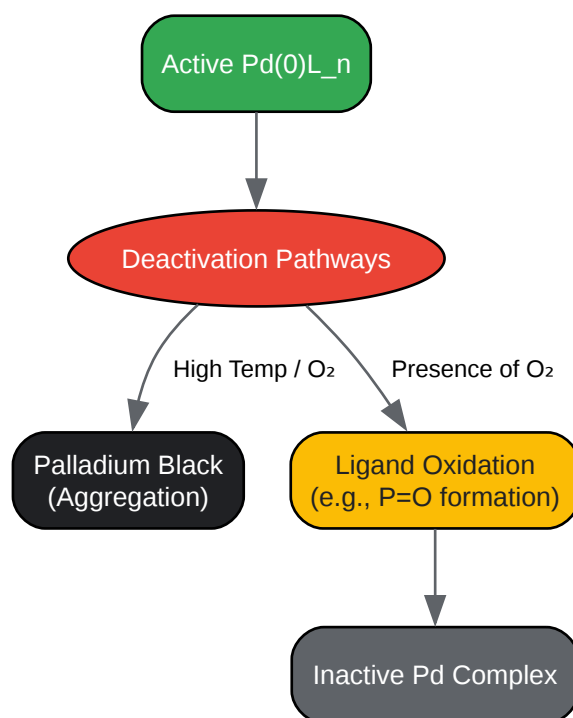 Active Pd(0)L_n
Deactivation Pathways
High Temp / O₂
Presence of O₂
Palladium Black
(Aggregation)
Ligand Oxidation
(e.g., P=O formation)
Inactive Pd Complex